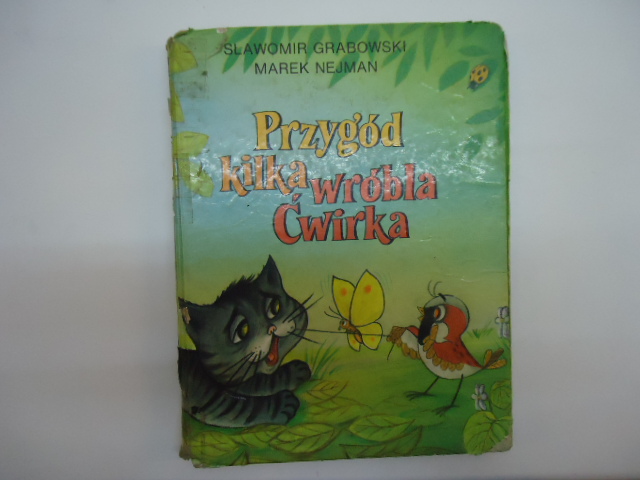 SŁAWOMIR GRABOWSKI
MAREK NEJMAN
Przygód
kilka wróbla
Ćwirka